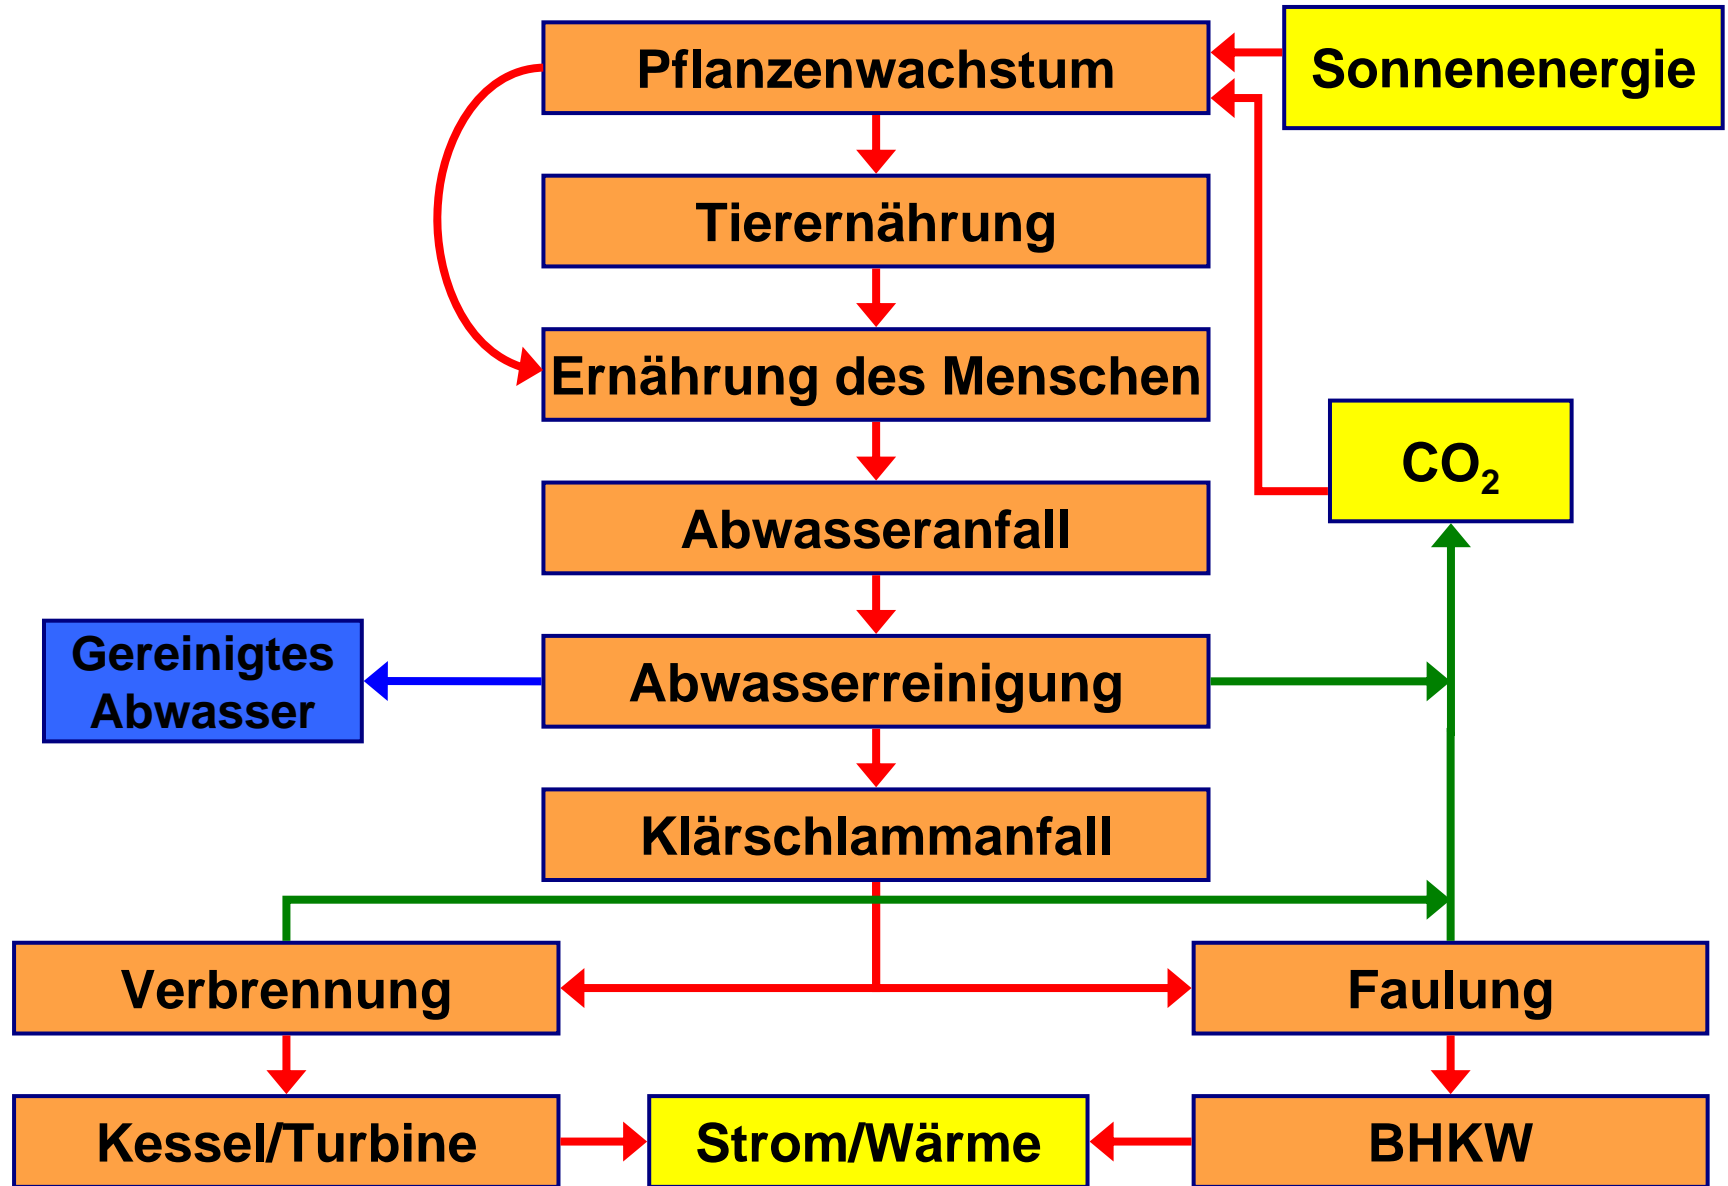 Pflanzenwachstum
Sonnenenergie
Tierernährung
Ernährung des Menschen
CO₂
Abwasseranfall
Gereinigtes
Abwasser
Abwasserreinigung
Klärschlammanfall
Verbrennung
Faulung
Kessel/Turbine
Strom/Wärme
BHKW